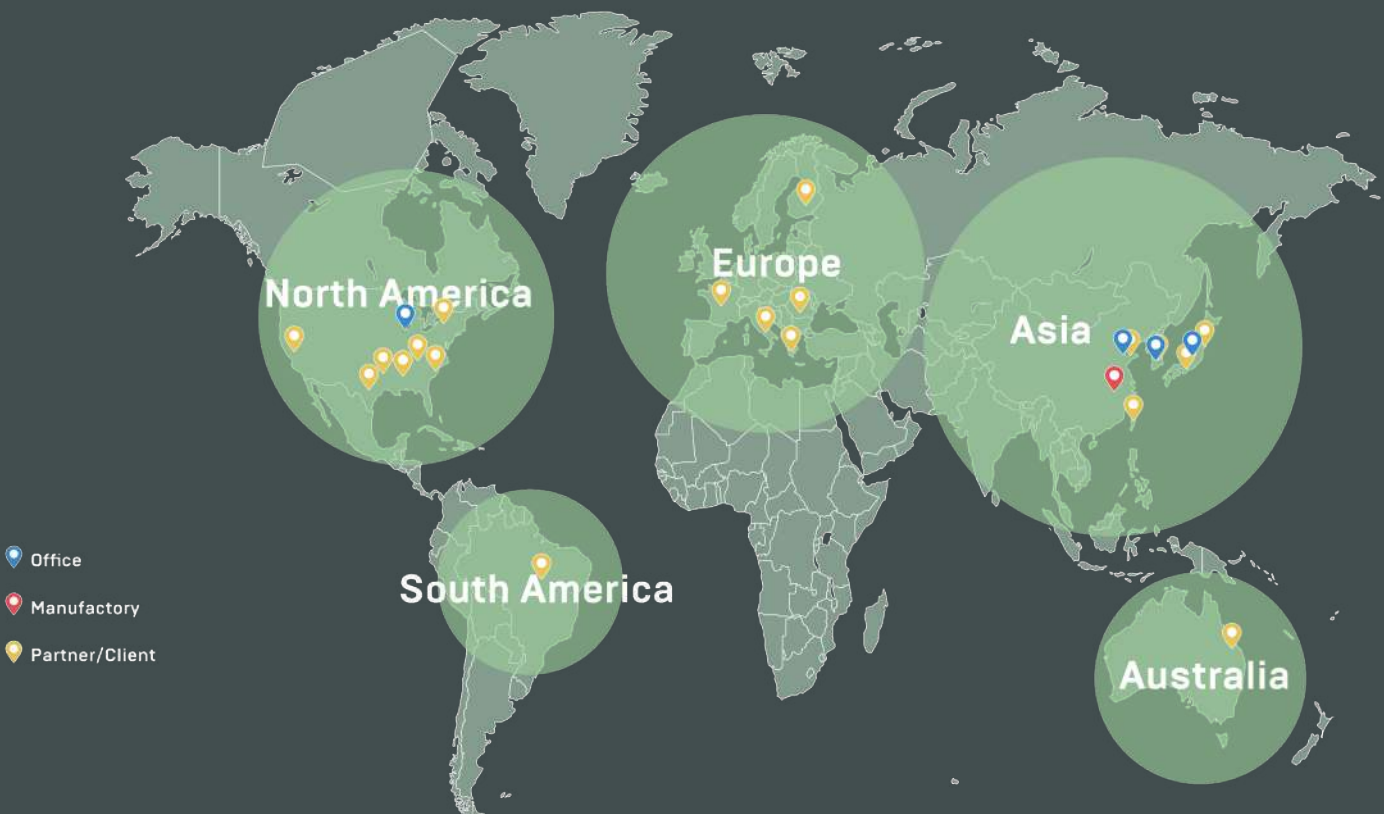 North America
Europe
Asia
South America
Australia
Office
Manufactory
Partner/Client